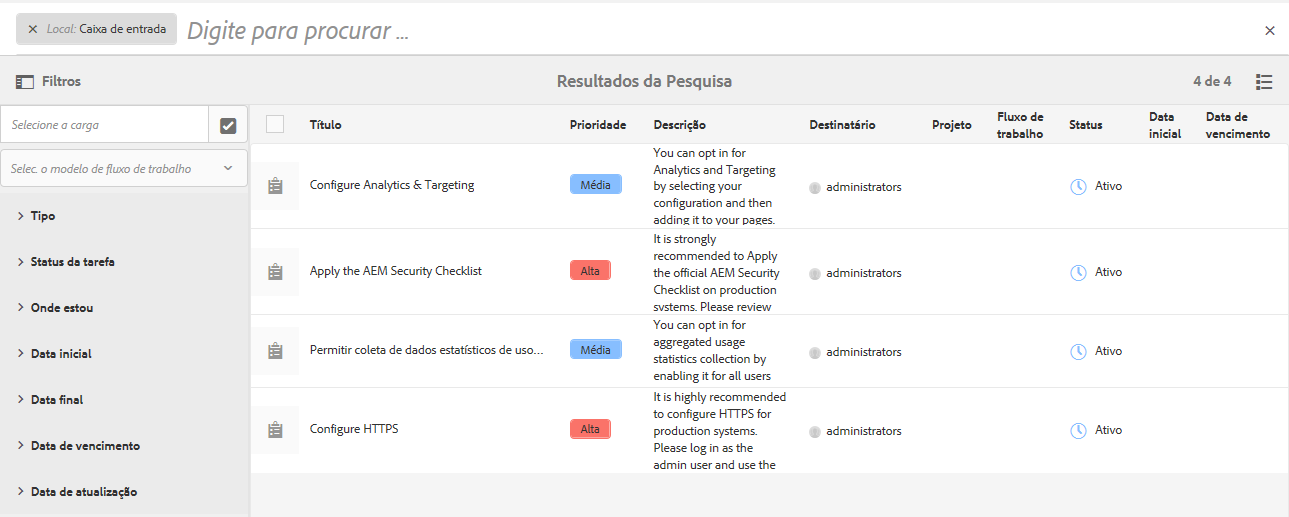 Local: Caixa de entrada
Digite para procurar ...
Filtros
Resultados da Pesquisa
4 de 4
Selecione a carga
Selec. o modelo de fluxo de trabalho
Tipo
Status da tarefa
Onde estou
Data inicial
Data final
Data de vencimento
Data de atualização
Título
Prioridade
Descrição
Destinatário
Projeto
Fluxo de
trabalho
Status
Data
inicial
Data de
vencimento
Configure Analytics & Targeting
Média
You can opt in for
Analytics and Targeting
by selecting your
configuration and then
adding it to your pages.
administrators
Ativo
Apply the AEM Security Checklist
Alta
It is strongly
recommended to Apply
the official AEM Security
Checklist on production
systems. Please review
administrators
Ativo
Permitir coleta de dados estatísticos de uso...
Média
You can opt in for
aggregated usage
statistics collection by
enabling it for all users
administrators
Ativo
Configure HTTPS
Alta
It is highly recommended
to configure HTTPS for
production systems.
Please log in as the
admin user and use the
administrators
Ativo